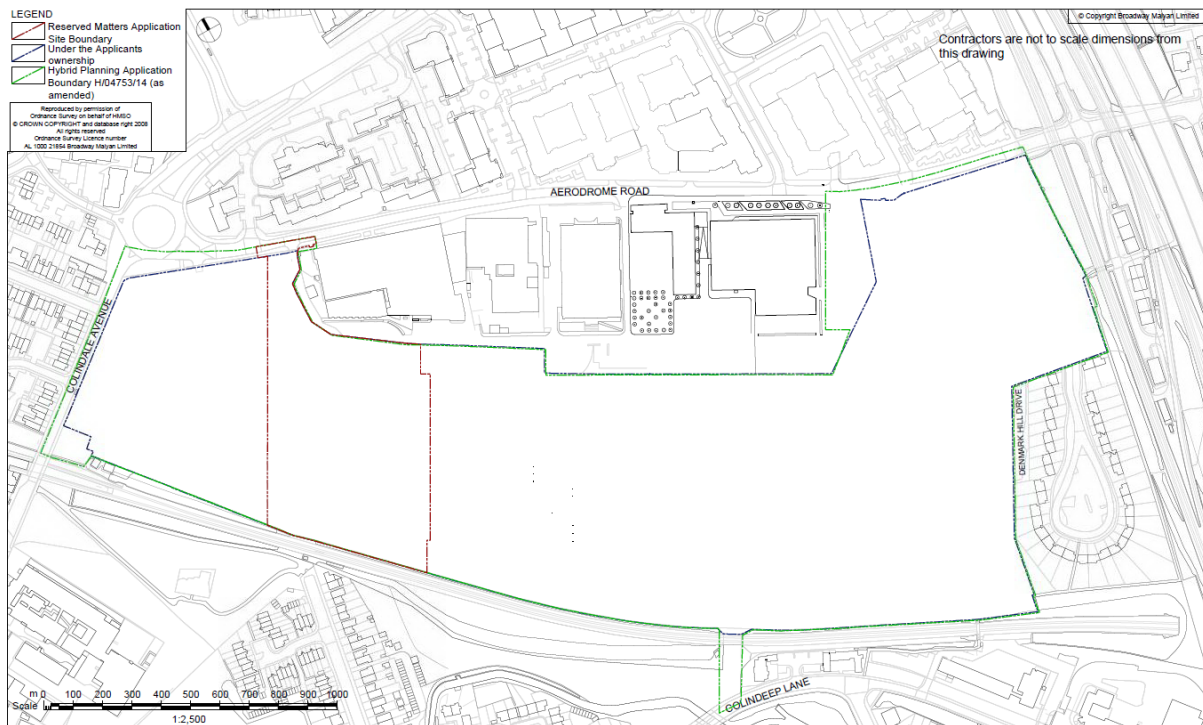 LEGEND
Reserved Matters Application
Site Boundary
Under the Applicants
ownership
Hybrid Planning Application
Boundary H/04753/14 (as
amended)
Reproduced by permission of
Ordnance Survey on behalf of HMSO
© CROWN COPYRIGHT and database right 2008
All rights reserved
Ordnance Survey Licence number
AL 1000 21864 Broadway Malyan Limited
© Copyright Broadway Malyan Limited
Contractors are not to scale dimensions from
this drawing
AERODROME ROAD
COLINDALE AVENUE
DENMARK HILL DRIVE
COLINDEEP LANE
m 0 100 200 300 400 500 600 700 800 900 1000
Scale
1:2,500